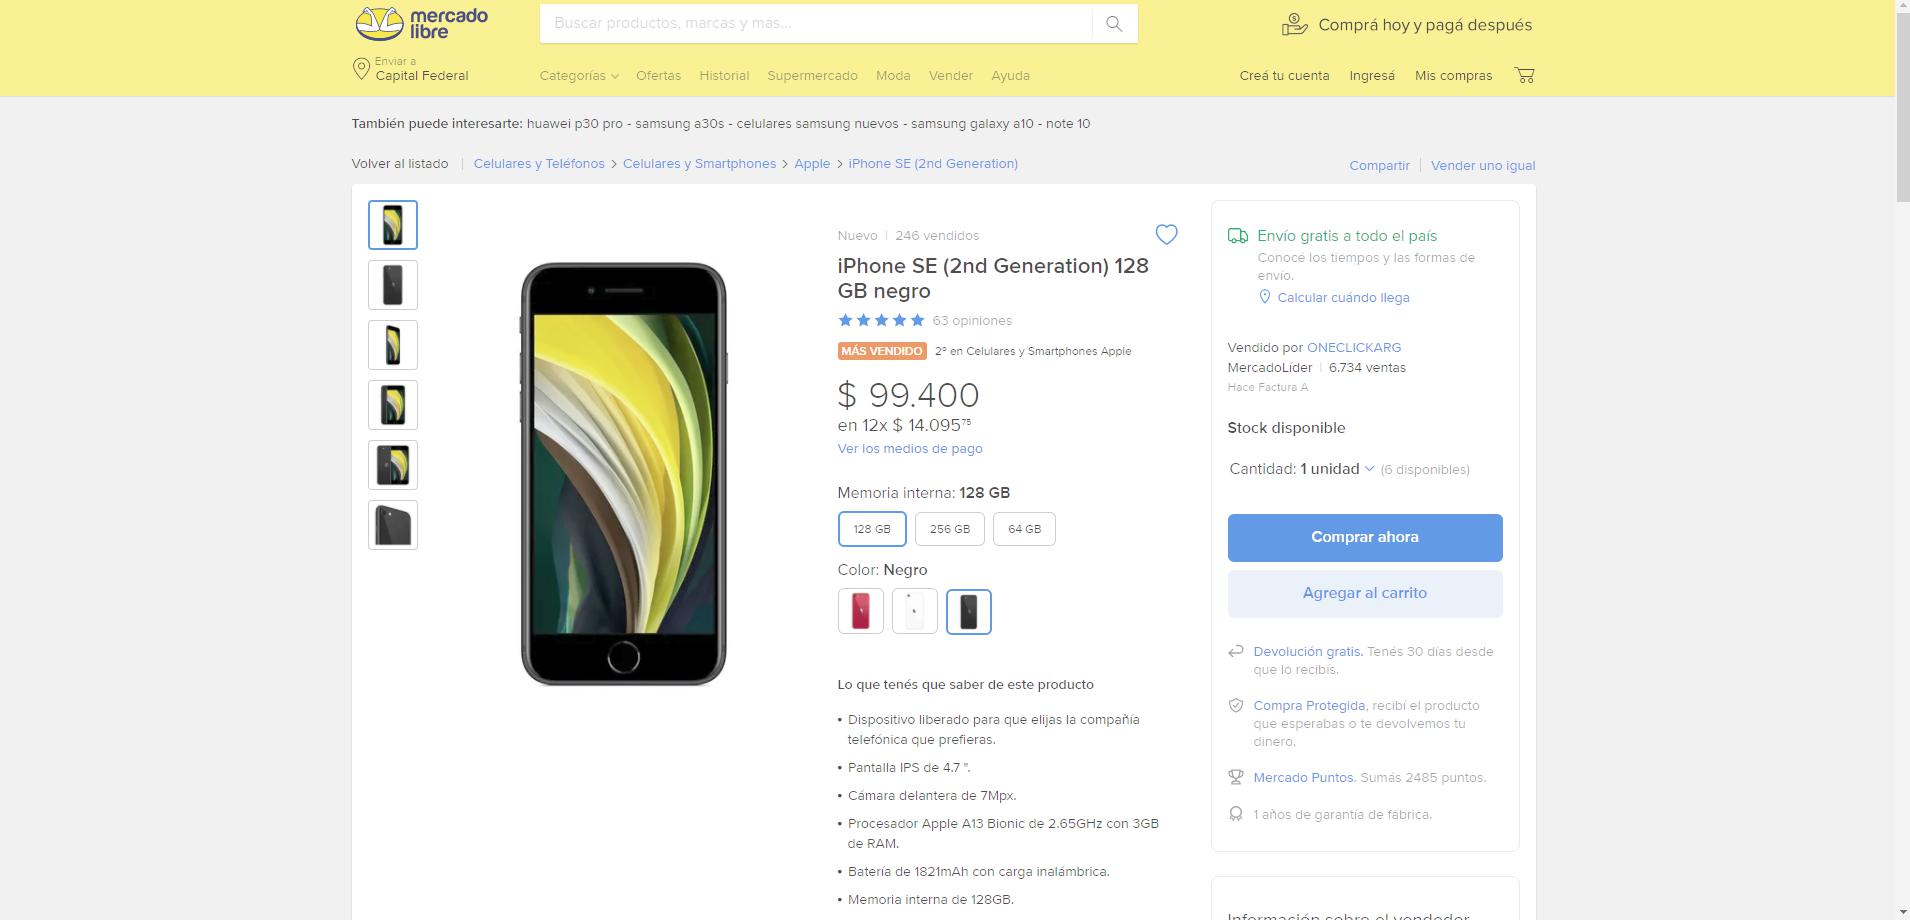 mercado
libre
Buscar productos, marcas y más...
Comprá hoy y pagá después
Enviar a
Capital Federal
Categorías
Ofertas
Historial
Supermercado
Moda
Vender
Ayuda
Creá tu cuenta
Ingresá
Mis compras
También puede interesarte: huawei p30 pro - samsung a30s - celulares samsung nuevos - samsung galaxy a10 - note 10
Volver al listado | Celulares y Teléfonos > Celulares y Smartphones > Apple > iPhone SE (2nd Generation)
Compartir | Vender uno igual
Nuevo | 246 vendidos
iPhone SE (2nd Generation) 128
GB negro
63 opiniones
MÁS VENDIDO 2º en Celulares y Smartphones Apple
$ 99.400
en 12x $ 14.095 75
Ver los medios de pago
Memoria interna: 128 GB
128 GB
256 GB
64 GB
Color: Negro
Lo que tenés que saber de este producto
• Dispositivo liberado para que elijas la compañía
telefónica que prefieras.
• Pantalla IPS de 4.7 ".
• Cámara delantera de 7Mpx.
• Procesador Apple A13 Bionic de 2.65GHz con 3GB
de RAM.
• Batería de 1821mAh con carga inalámbrica.
• Memoria interna de 128GB.
Envío gratis a todo el país
Conocé los tiempos y las formas de
envío.
Calcular cuándo llega
Vendido por ONECLICKARG
MercadoLíder | 6.734 ventas
Hace Factura A
Stock disponible
Cantidad: 1 unidad (6 disponibles)
Comprar ahora
Agregar al carrito
Devolución gratis. Tenés 30 días desde
que lo recibís.
Compra Protegida, recibí el producto
que esperabas o te devolvemos tu
dinero.
Mercado Puntos. Sumás 2485 puntos.
1 años de garantía de fábrica.
Información sobre el vendedor